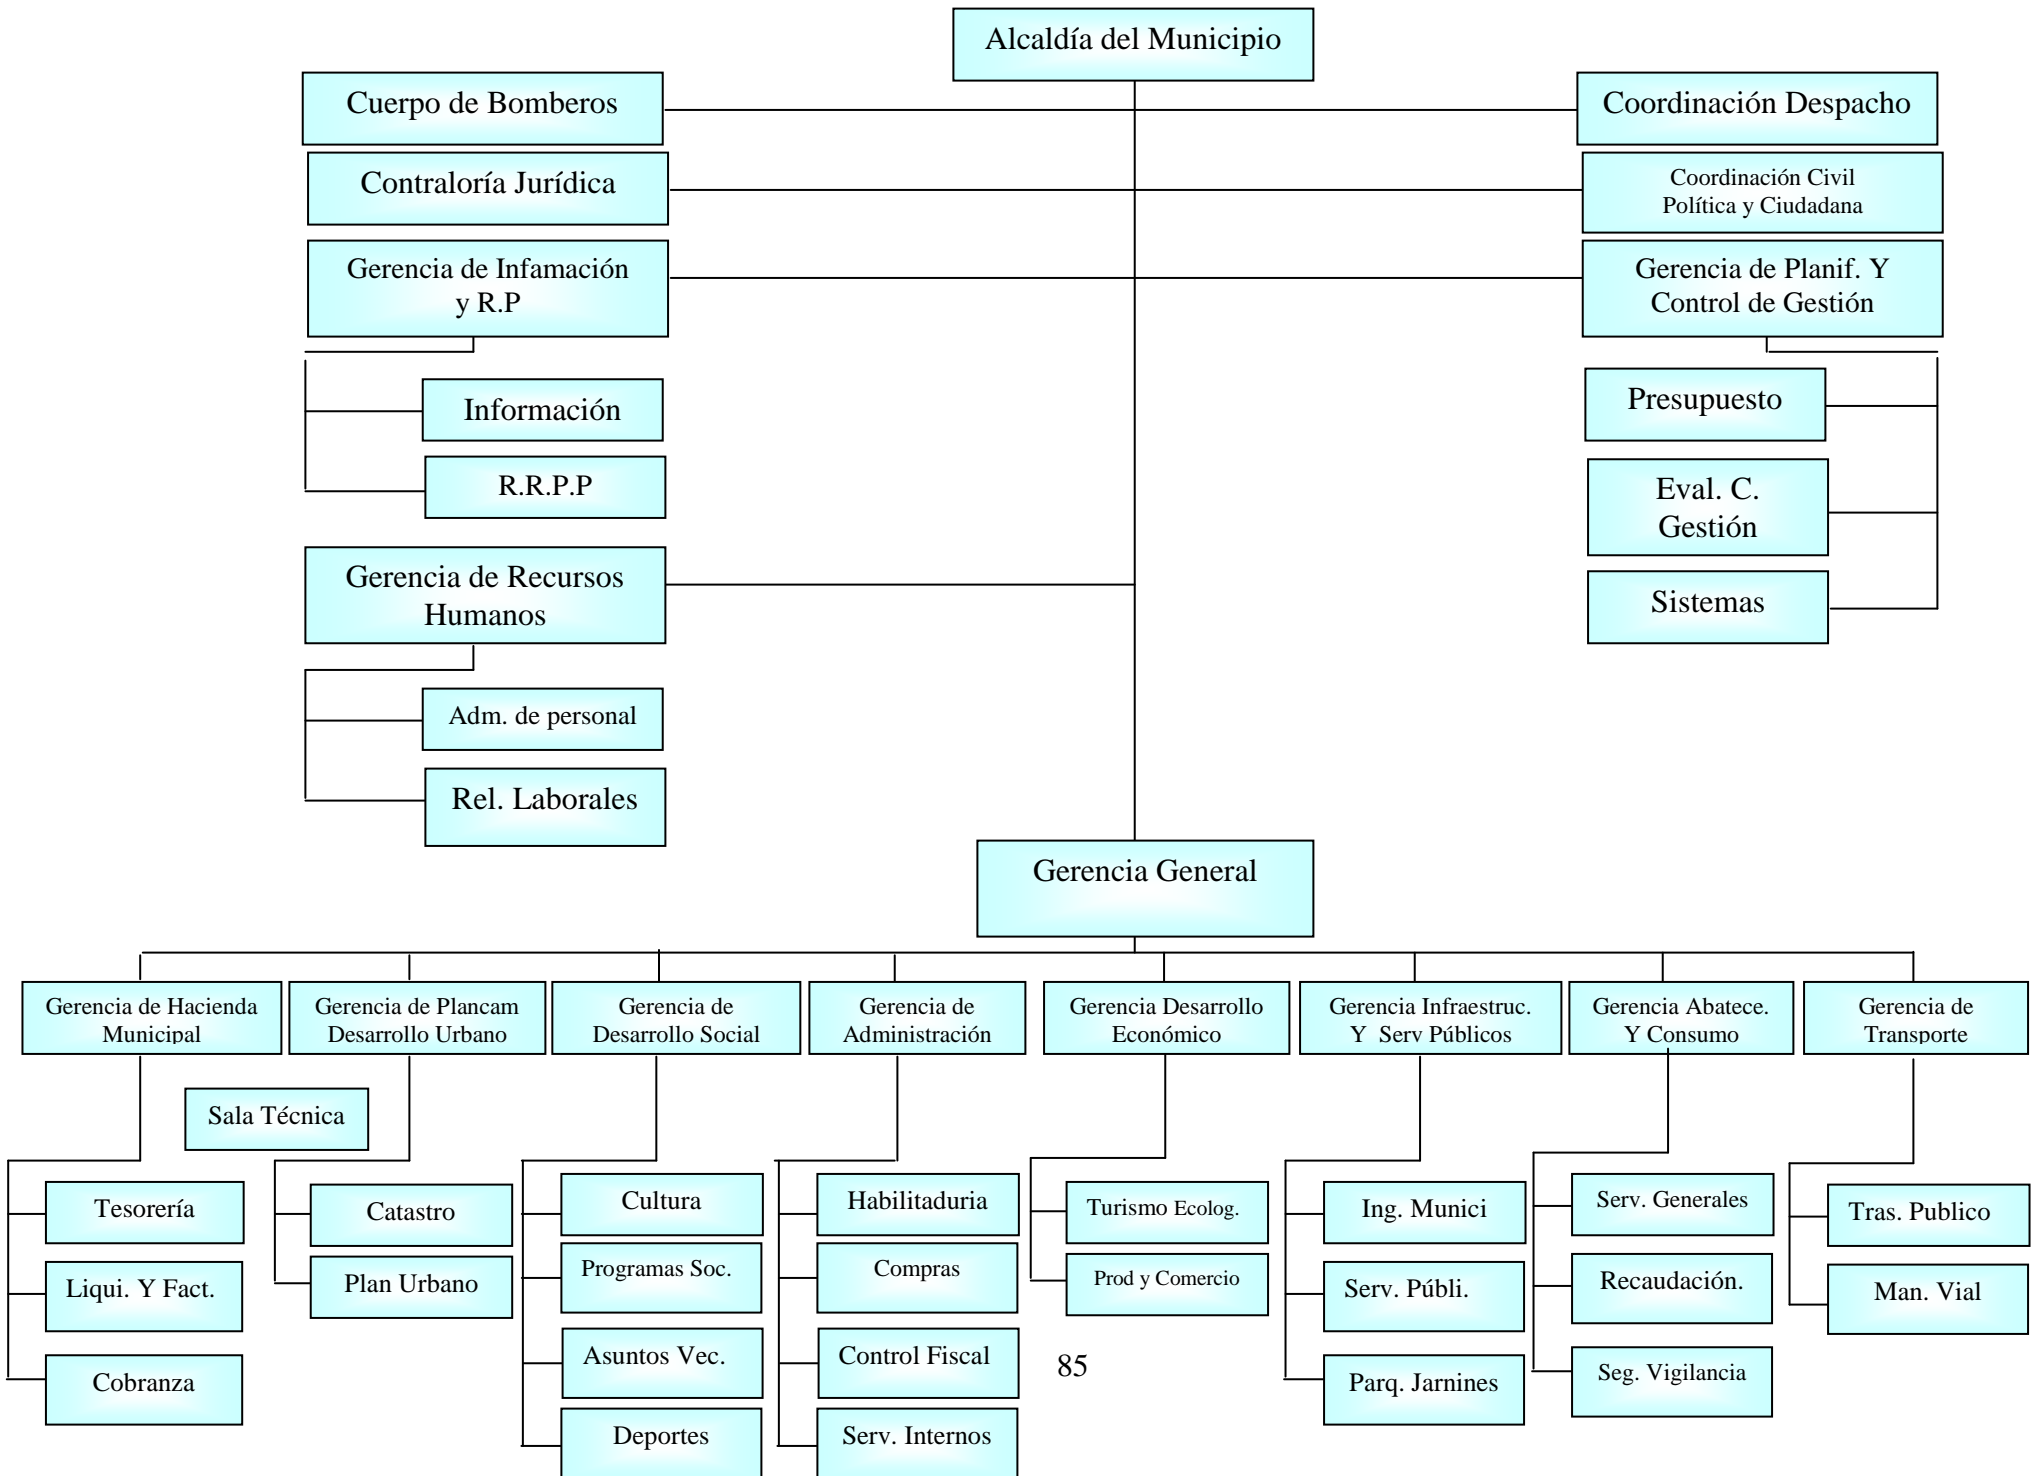 Alcaldía del Municipio
Cuerpo de Bomberos
Coordinación Despacho
Contraloría Jurídica
Coordinación Civil
Política y Ciudadana
Gerencia de Infamación
y R.P
Gerencia de Planif. Y
Control de Gestión
Información
R.R.P.P
Presupuesto
Eval. C.
Gestión
Sistemas
Gerencia de Recursos
Humanos
Adm. de personal
Rel. Laborales
Gerencia General
Gerencia de Hacienda
Municipal
Gerencia de Plancam
Desarrollo Urbano
Gerencia de
Desarrollo Social
Gerencia de
Administración
Gerencia Desarrollo
Económico
Gerencia Infraestruc.
Y Serv Públicos
Gerencia Abatece.
Y Consumo
Gerencia de
Transporte
Sala Técnica
Tesorería
Liqui. Y Fact.
Cobranza
Catastro
Plan Urbano
Cultura
Programas Soc.
Asuntos Vec.
Deportes
Habilitaduria
Compras
Control Fiscal
Serv. Internos
Turismo Ecolog.
Prod y Comercio
Ing. Munici
Serv. Públi.
Parq. Jarnines
Serv. Generales
Recaudación.
Seg. Vigilancia
Tras. Publico
Man. Vial
85